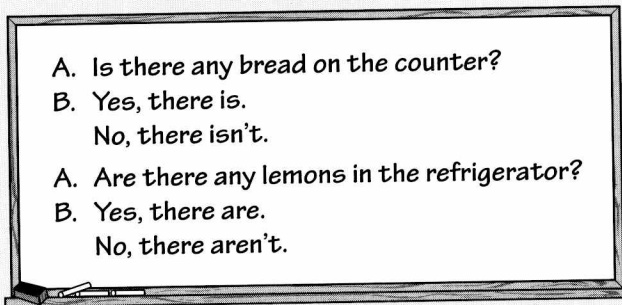 A. Is there any bread on the counter?
B. Yes, there is.
No, there isn't.
A. Are there any lemons in the refrigerator?
B. Yes, there are.
No, there aren't.